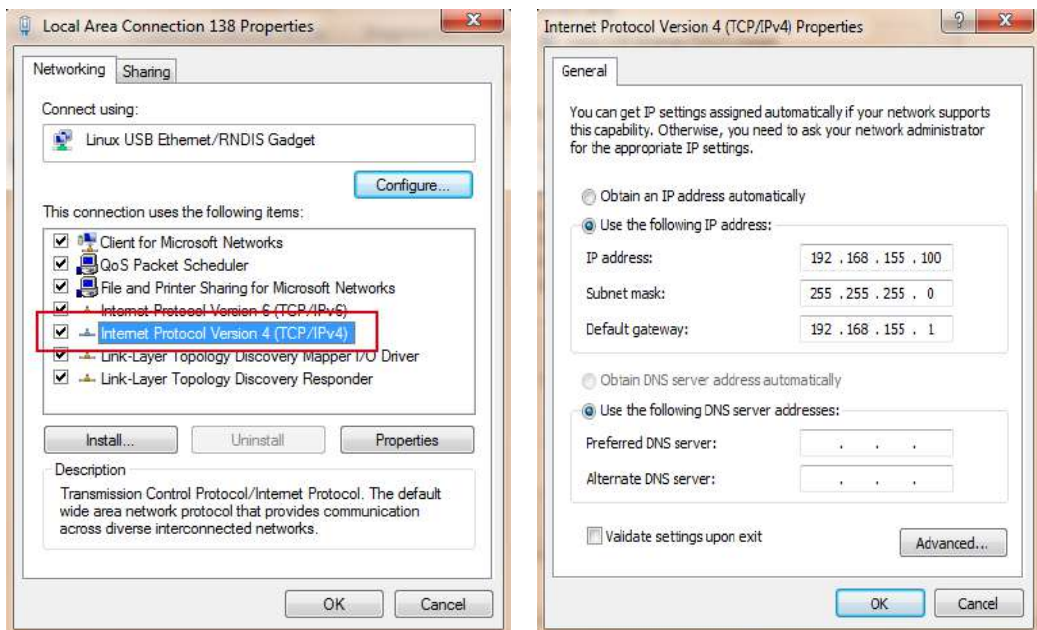 Local Area Connection 138 Properties
Networking
Sharing
Connect using:
Linux USB Ethernet/RNDIS Gadget
Configure...
This connection uses the following items:
Client for Microsoft Networks
QoS Packet Scheduler
File and Printer Sharing for Microsoft Networks
Internet Protocol Version 6 (TCP/IPv6)
Internet Protocol Version 4 (TCP/IPv4)
Link-Layer Topology Discovery Mapper I/O Driver
Link-Layer Topology Discovery Responder
Install...
Uninstall
Properties
Description
Transmission Control Protocol/Internet Protocol. The default
wide area network protocol that provides communication
across diverse interconnected networks.
OK
Cancel
Internet Protocol Version 4 (TCP/IPv4) Properties
General
You can get IP settings assigned automatically if your network supports
this capability. Otherwise, you need to ask your network administrator
for the appropriate IP settings.
Obtain an IP address automatically
Use the following IP address:
IP address: 192 . 168 . 155 . 100
Subnet mask: 255 . 255 . 255 . 0
Default gateway: 192 . 168 . 155 . 1
Obtain DNS server address automatically
Use the following DNS server addresses:
Preferred DNS server: . . .
Alternate DNS server: . . .
Validate settings upon exit
Advanced...
OK
Cancel